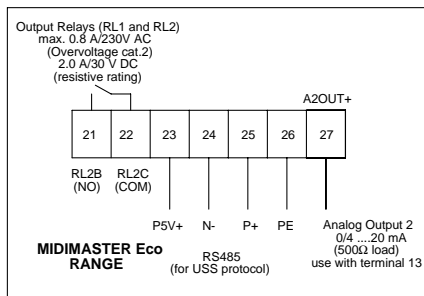 Output Relays (RL1 and RL2)
max. 0.8 A/230V AC
(Overvoltage cat.2)
2.0 A/30 V DC
(resistive rating)
A2OUT+
21 22 23 24 25 26 27
RL2B RL2C
(NO) (COM)
P5V+ N- P+ PE
Analog Output 2
0/4 ....20 mA
(500Ω load)
use with terminal 13
MIDIMASTER Eco
RANGE
RS485
(for USS protocol)